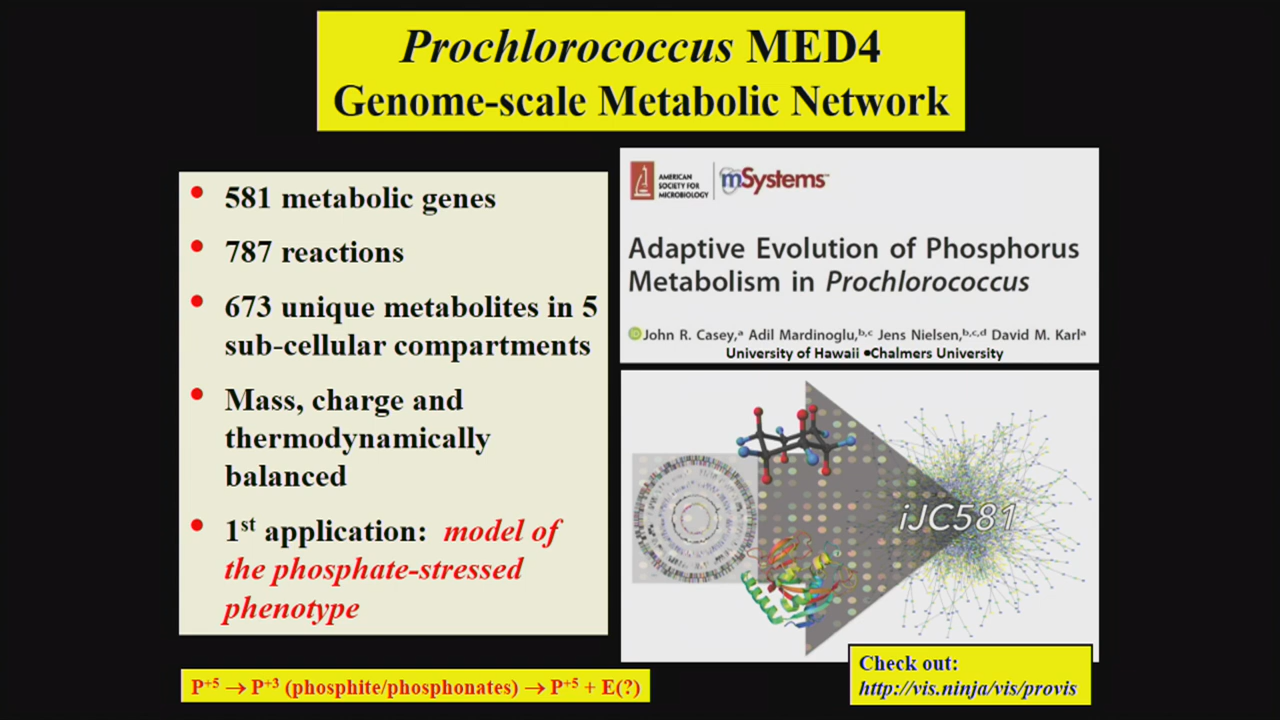 Prochlorococcus MED4
Genome-scale Metabolic Network
• 581 metabolic genes
• 787 reactions
• 673 unique metabolites in 5
sub-cellular compartments
• Mass, charge and
thermodynamically
balanced
• 1st application: model of
the phosphate-stressed
phenotype
AMERICAN
SOCIETY FOR
MICROBIOLOGY
mSystems™
Adaptive Evolution of Phosphorus
Metabolism in Prochlorococcus
iD John R. Casey,a Adil Mardinoglu,b,c Jens Nielsen,b,c,d David M. Karla
University of Hawaii •Chalmers University
iJC581
P+5 → P+3 (phosphite/phosphonates) → P+5 + E(?)
Check out:
http://vis.ninja/vis/provis